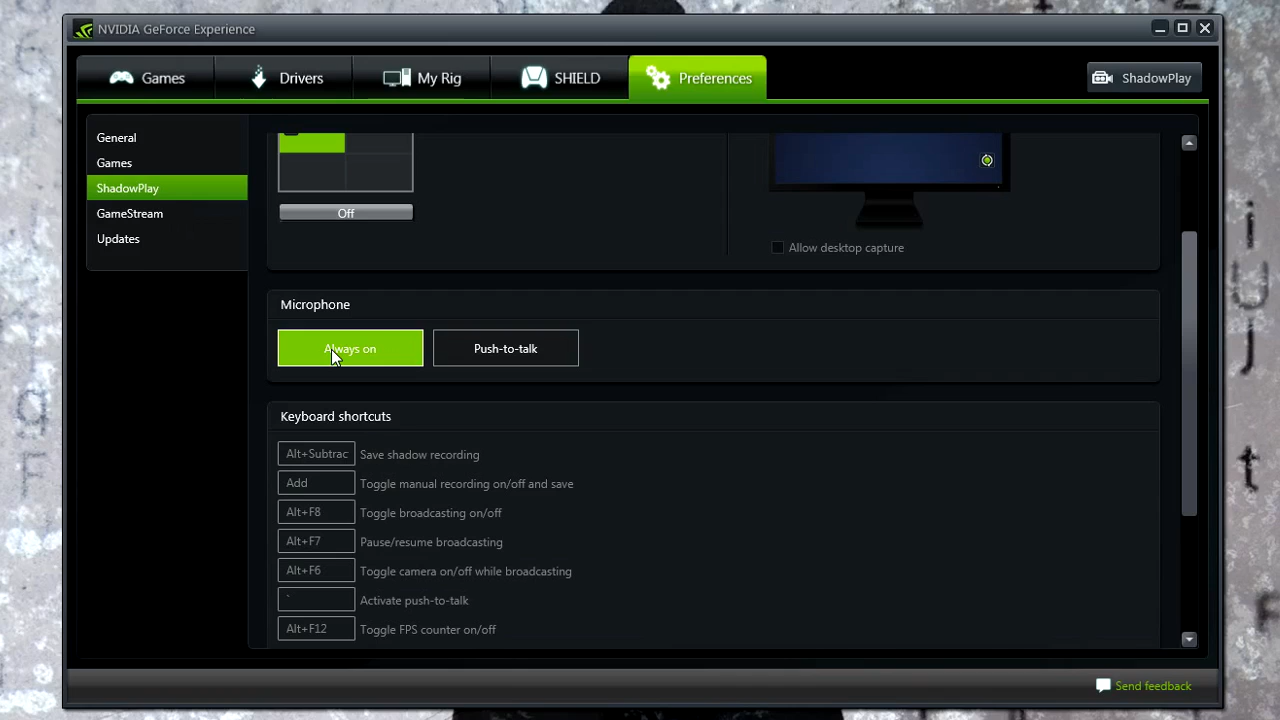 NVIDIA GeForce Experience
Games
Drivers
My Rig
SHIELD
Preferences
ShadowPlay
General
Games
ShadowPlay
GameStream
Updates
Off
Allow desktop capture
Microphone
Always on
Push-to-talk
Keyboard shortcuts
Alt+Subtrac Save shadow recording
Add Toggle manual recording on/off and save
Alt+F8 Toggle broadcasting on/off
Alt+F7 Pause/resume broadcasting
Alt+F6 Toggle camera on/off while broadcasting
` Activate push-to-talk
Alt+F12 Toggle FPS counter on/off
Send feedback